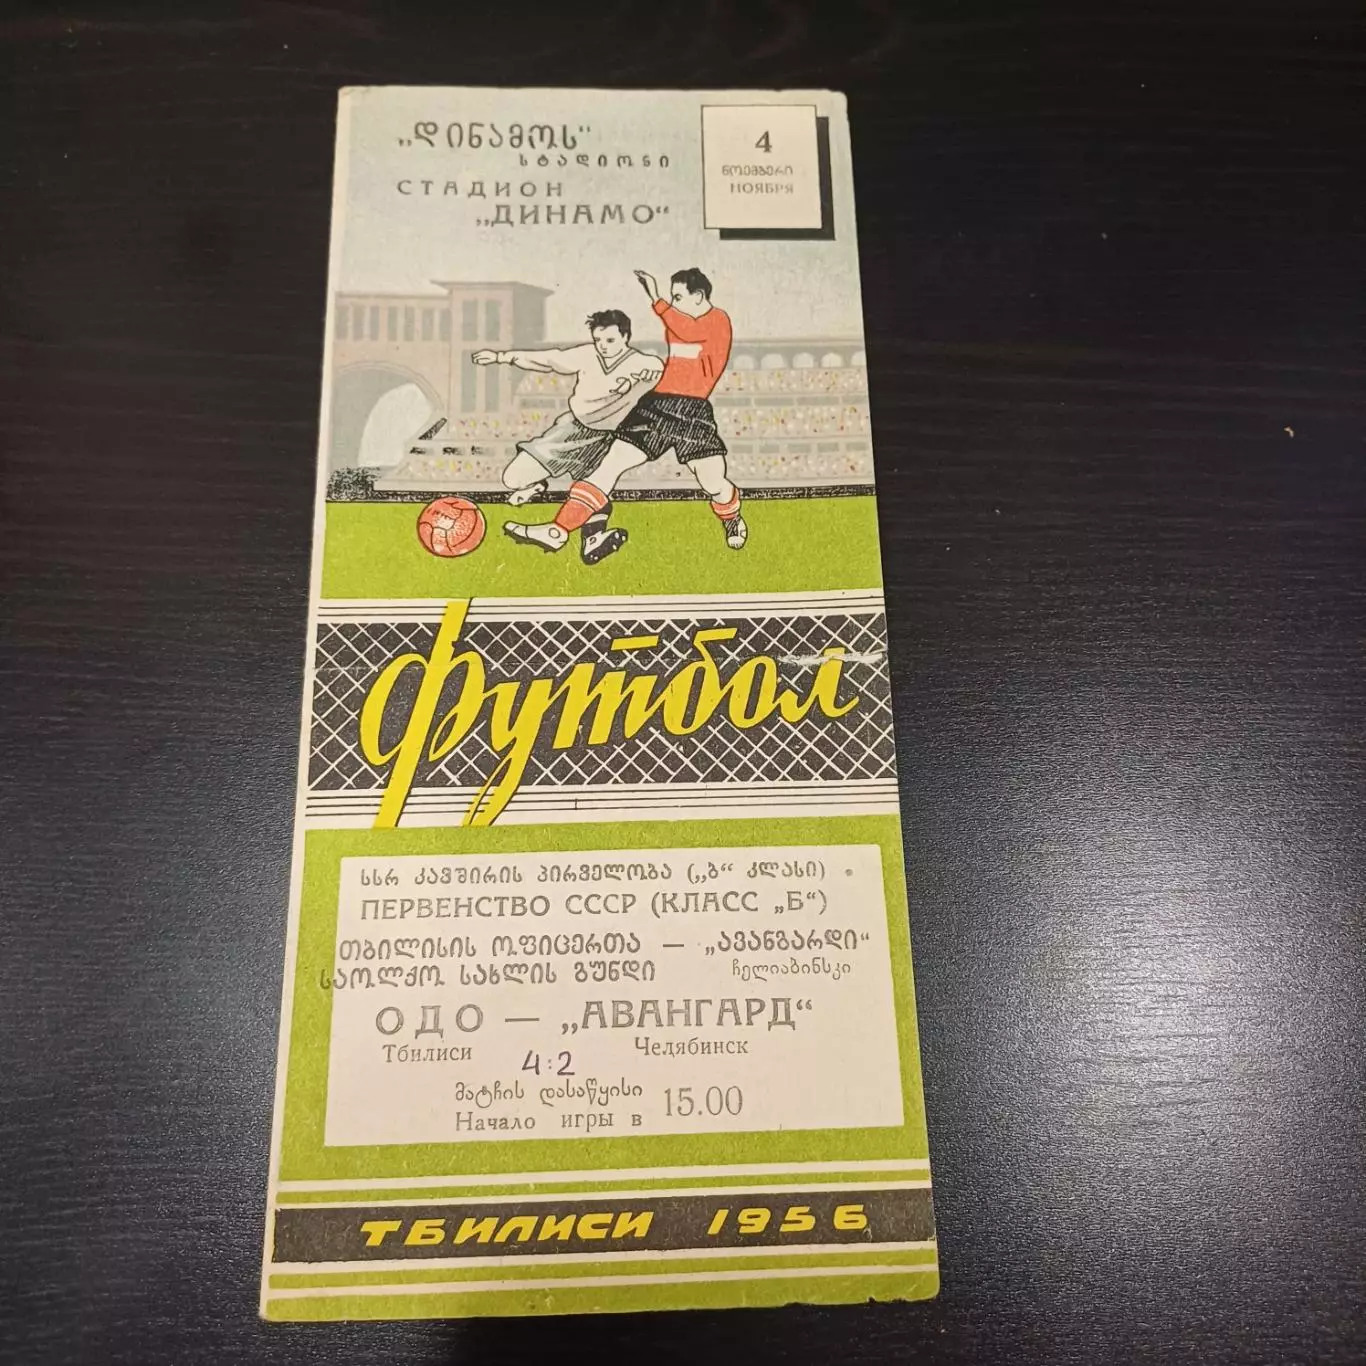 „დინამოს"
სტადიონი
СТАДИОН
„ДИНАМО"
4
ნოემბერი
НОЯБРЯ
Футбол
სსრ კავშირის პირველობა („ბ" კლასი)
ПЕРВЕНСТВО СССР (КЛАСС „Б")
თბილისის ოფიცერთა — „ავანგარდი"
საოლქო სახლის გუნდი ჩელიაბინსკი
ОДО — „АВАНГАРД"
Тбилиси 4:2 Челябинск
მატჩის დასაწყისი
Начало игры в 15.00
ТБИЛИСИ 1956